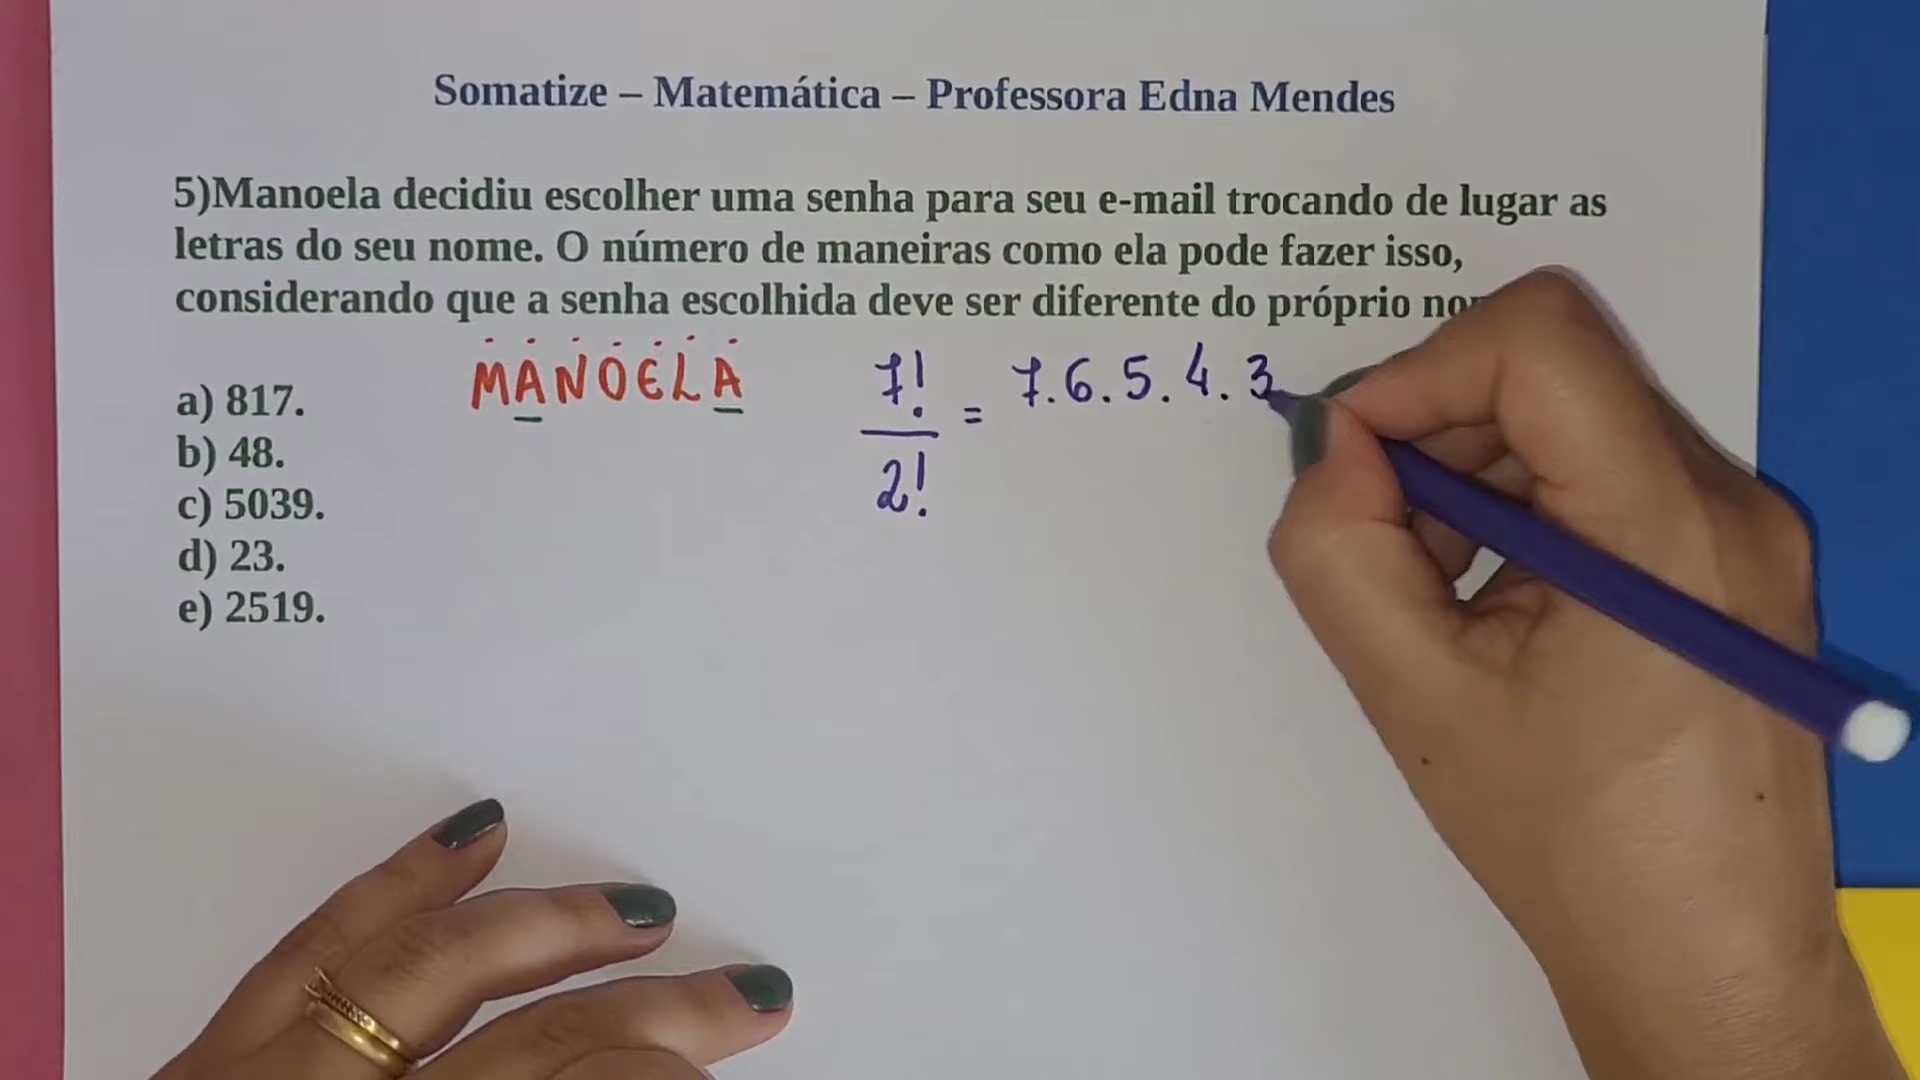 Somatize – Matemática – Professora Edna Mendes
5)Manoela decidiu escolher uma senha para seu e-mail trocando de lugar as
letras do seu nome. O número de maneiras como ela pode fazer isso,
considerando que a senha escolhida deve ser diferente do próprio
MANOELA
7!
2!
= 7.6.5.4.3
a) 817.
b) 48.
c) 5039.
d) 23.
e) 2519.